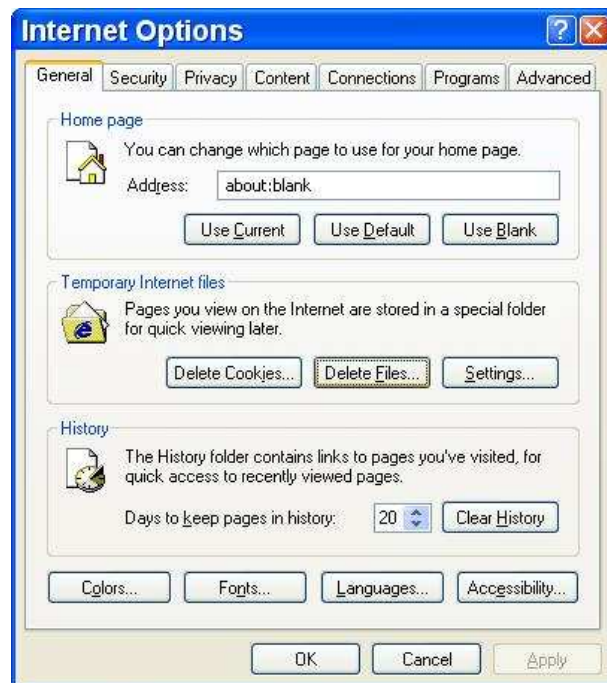 Internet Options
General Security Privacy Content Connections Programs Advanced
Home page
You can change which page to use for your home page.
Address: about:blank
Use Current Use Default Use Blank
Temporary Internet files
Pages you view on the Internet are stored in a special folder
for quick viewing later.
Delete Cookies... Delete Files... Settings...
History
The History folder contains links to pages you've visited, for
quick access to recently viewed pages.
Days to keep pages in history: 20 Clear History
Colors... Fonts... Languages... Accessibility...
OK Cancel Apply